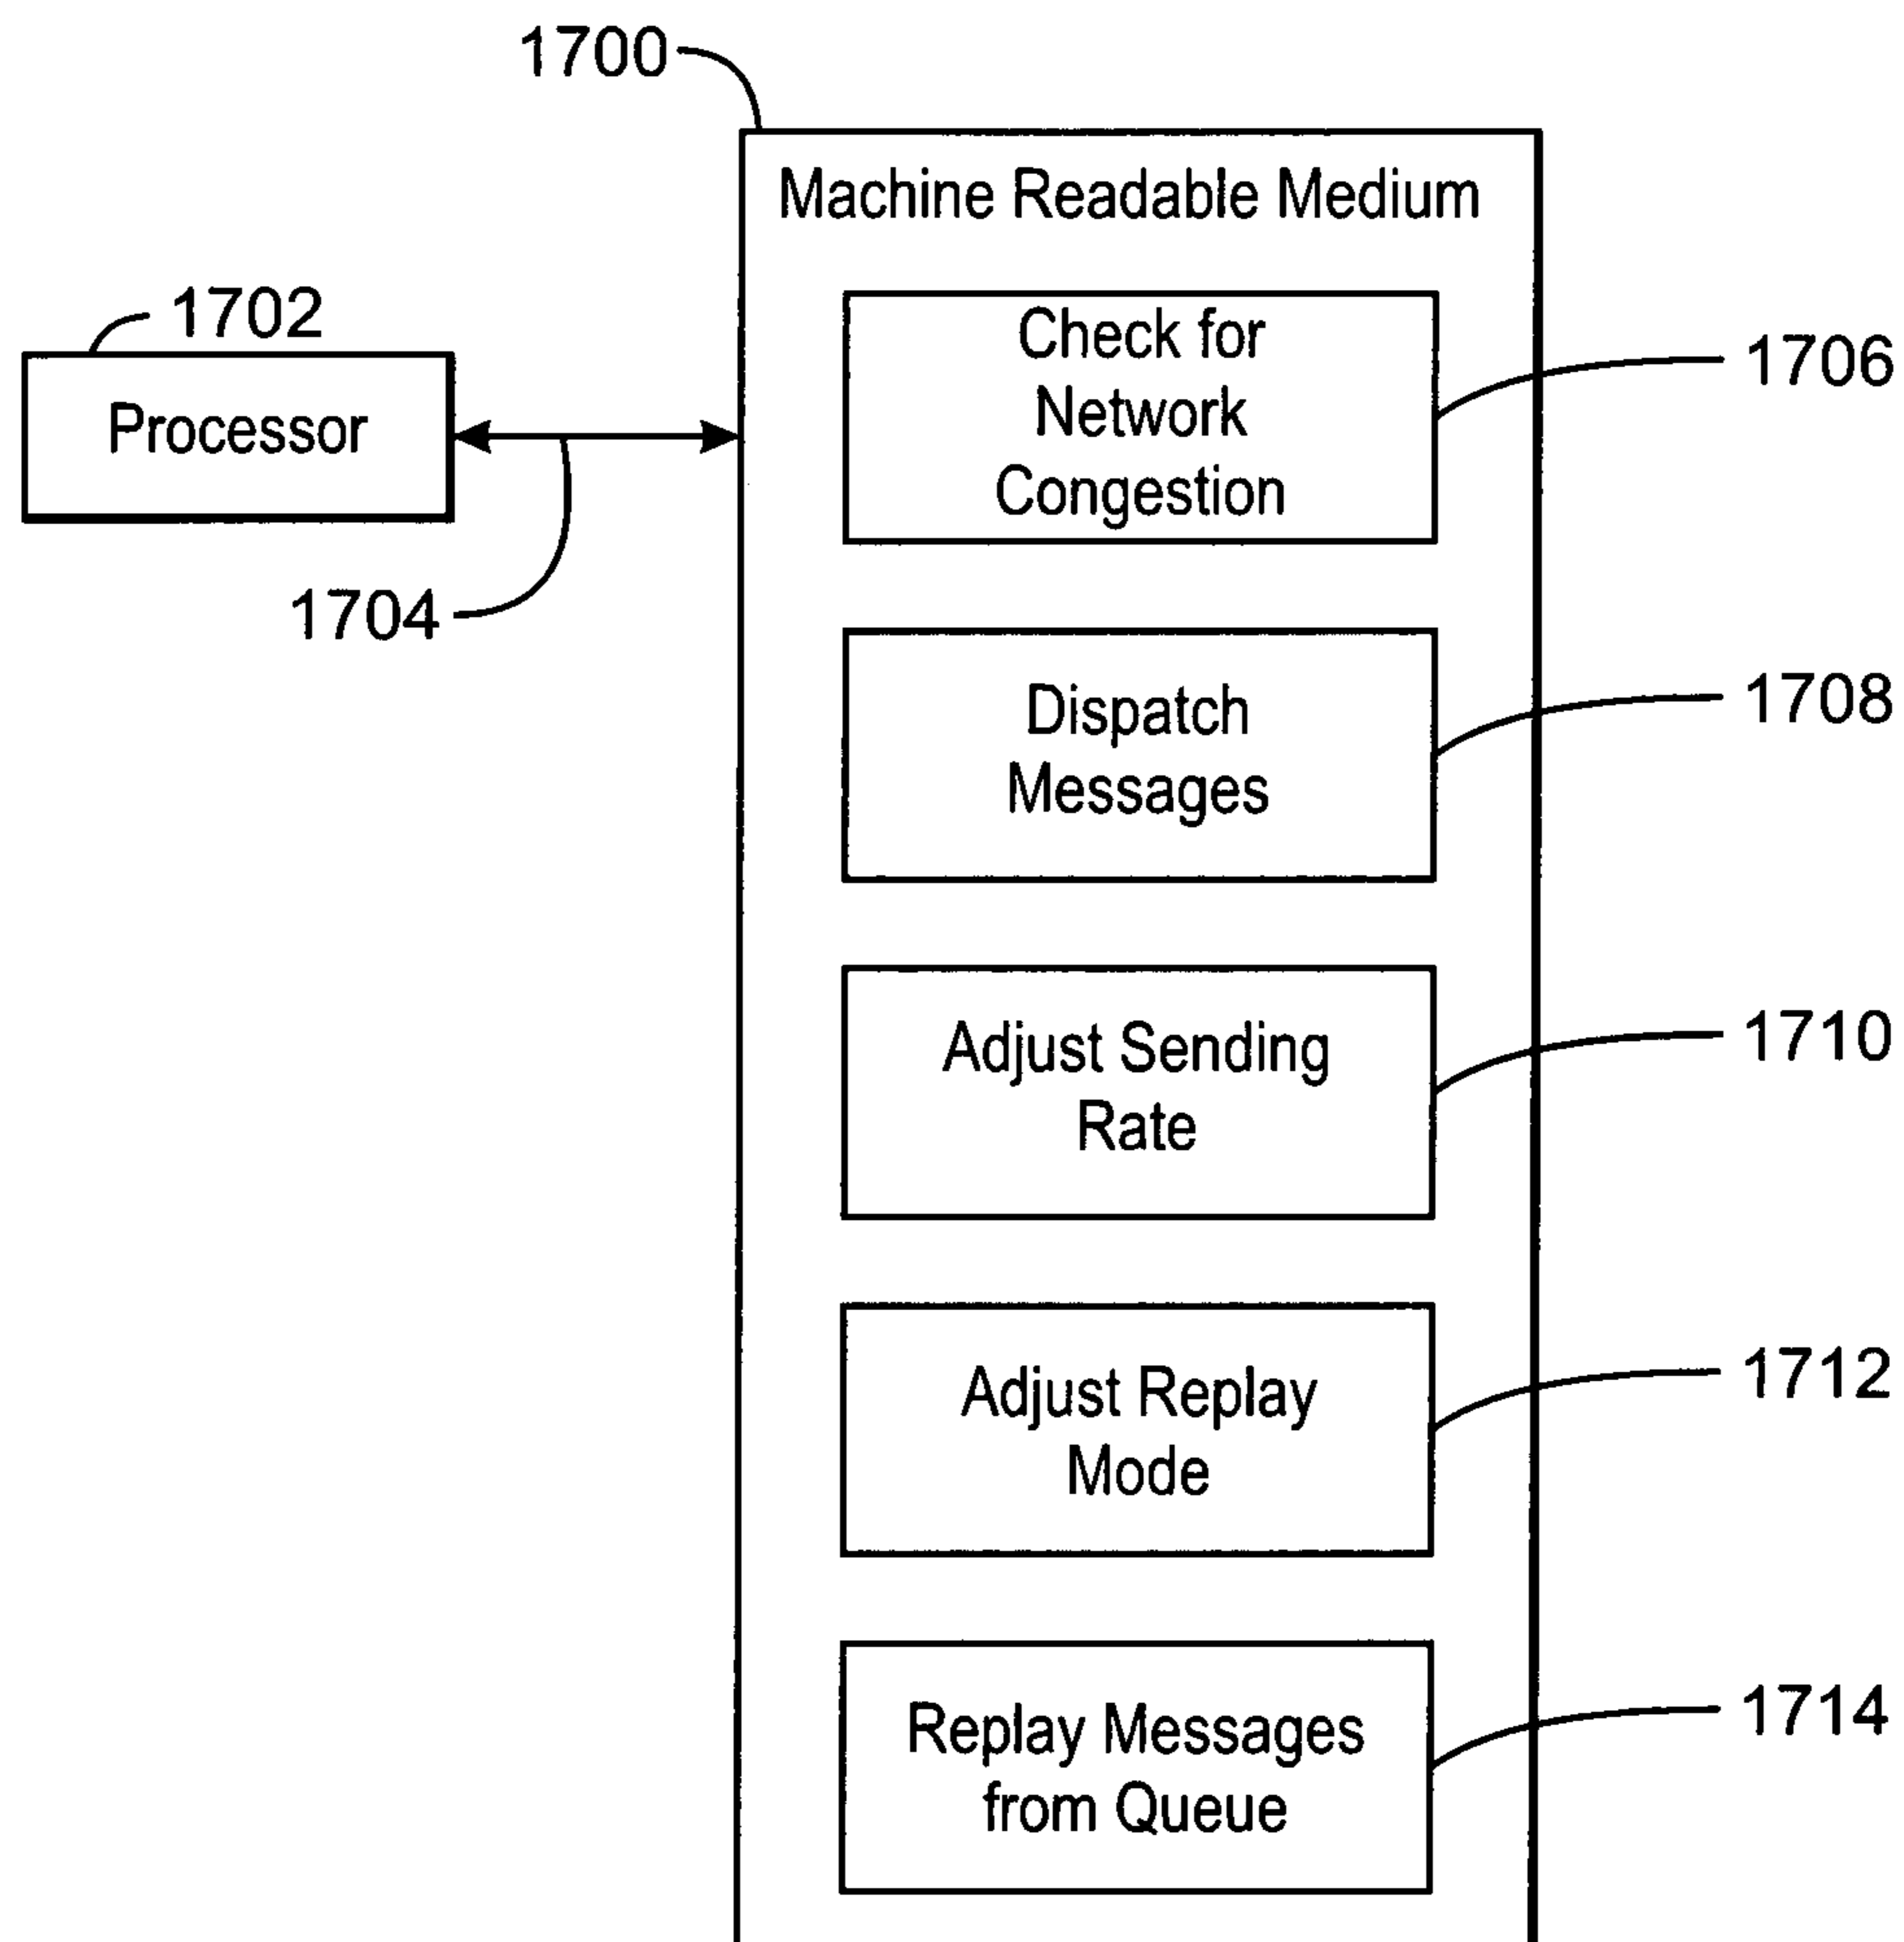 1700
Machine Readable Medium
1702
Processor
1704
Check for
Network
Congestion
1706
Dispatch
Messages
1708
Adjust Sending
Rate
1710
Adjust Replay
Mode
1712
Replay Messages
from Queue
1714